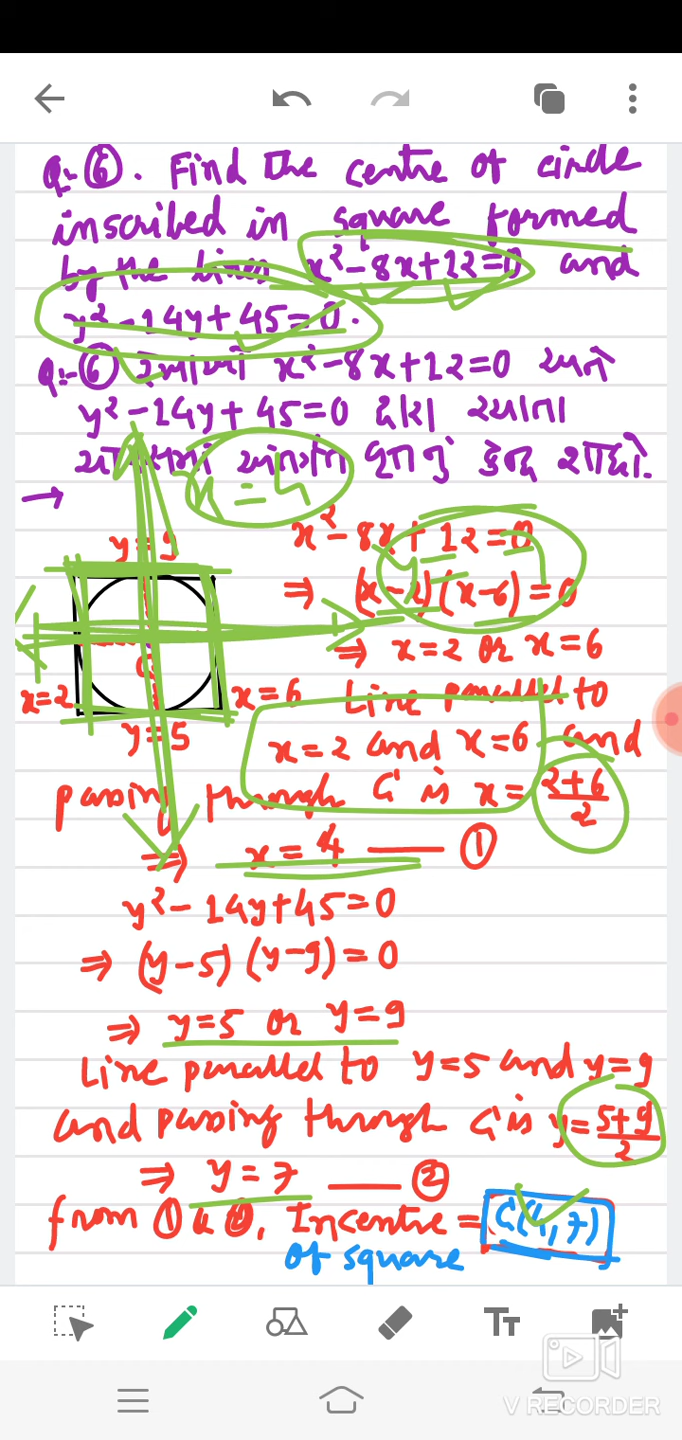 Q-⑥. Find the centre of circle
inscribed in square formed
by the lines x²-8x+12=0 and
y²-14y+45=0.
Q:-⑥ x²-8x+12=0 અને
y²-14y+45=0 દ્વારા રચાતા
વૃત્તનું કેન્દ્ર શોધો.
→ x=4
y=9 x²-8x+12=0
⇒ (x-2)(x-6)=0
⇒ x=2 or x=6
C
x=2 x=6 Line parallel to
y=5 x=2 and x=6 and
passing through C is x=2+6/2
⇒ x=4 —— ①
y²-14y+45=0
⇒ (y-5)(y-9)=0
⇒ y=5 or y=9
Line parallel to y=5 and y=9
and passing through C is y=5+9/2
⇒ y=7 —— ②
from ① & ②, Incentre = C(4,7)
of square
TT
V RECORDER